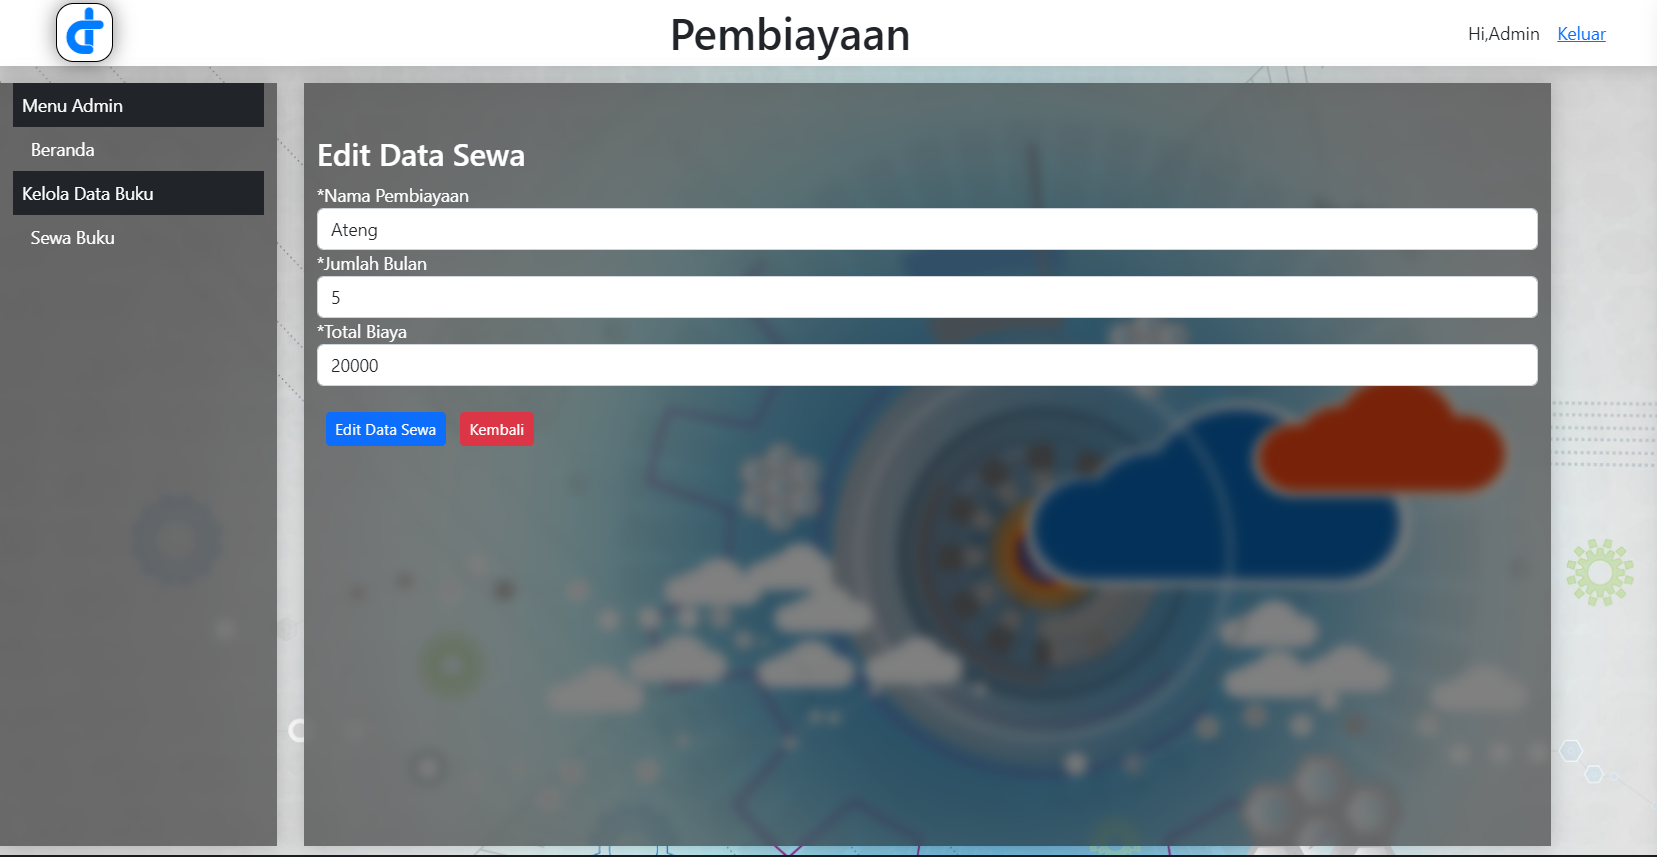 Pembiayaan
Hi,Admin Keluar
Menu Admin
Beranda
Kelola Data Buku
Sewa Buku
Edit Data Sewa
*Nama Pembiayaan
Ateng
*Jumlah Bulan
5
*Total Biaya
20000
Edit Data Sewa Kembali